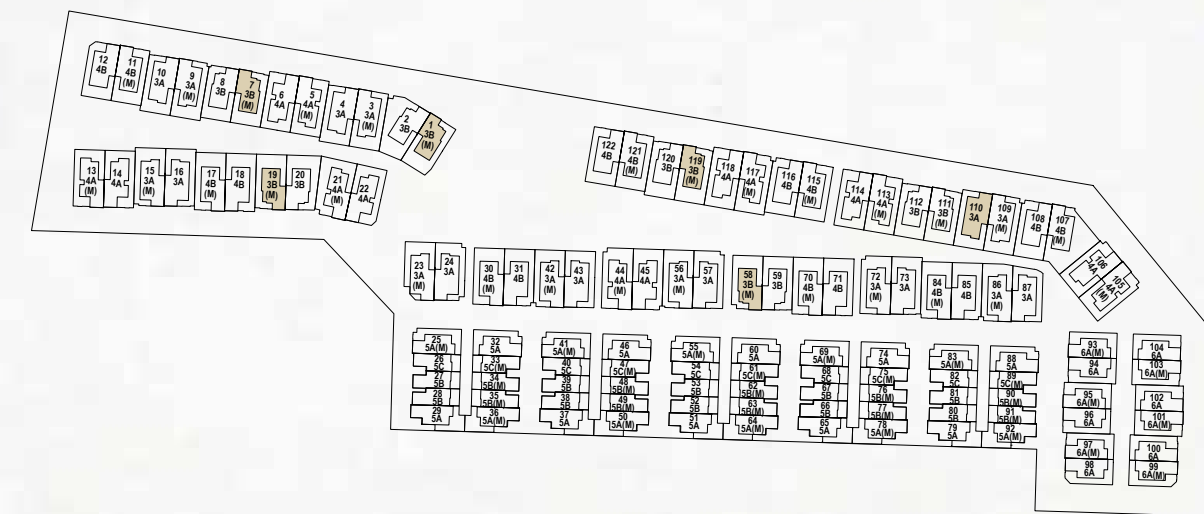 12
4B
11
4B
(M)
10
3A
9
3A
(M)
8
3B
7
3B
(M)
6
4A
5
4A
(M)
4
3A
3
3A
(M)
2
3B
1
3B
(M)
13
4A
(M)
14
4A
15
3A
(M)
16
3A
17
4B
(M)
18
4B
19
3B
(M)
20
3B
21
4A
(M)
22
4A
122
4B
121
4B
(M)
120
3B
119
3B
(M)
118
4A
117
4A
(M)
116
4B
115
4B
(M)
114
4A
113
4A
(M)
112
3B
111
3B
(M)
110
3A
109
3A
(M)
108
4B
107
4B
(M)
106
4A
105
4A
(M)
23
3A
(M)
24
3A
30
4B
(M)
31
4B
42
3A
(M)
43
3A
44
4A
(M)
45
4A
56
3A
(M)
57
3A
58
3B
(M)
59
3B
70
4B
(M)
71
4B
72
3A
(M)
73
3A
84
4B
(M)
85
4B
86
3A
(M)
87
3A
25
5A(M)
26
5C
27
5B
28
5B
29
5A
32
5A
33
5C(M)
34
5B(M)
35
5B(M)
36
5A(M)
41
5A(M)
40
5C
39
5B
38
5B
37
5A
46
5A
47
5C(M)
48
5B(M)
49
5B(M)
50
5A(M)
55
5A(M)
54
5C
53
5B
52
5B
51
5A
60
5A
61
5C(M)
62
5B(M)
63
5B(M)
64
5A(M)
69
5A(M)
68
5C
67
5B
66
5B
65
5A
74
5A
75
5C(M)
76
5B(M)
77
5B(M)
78
5A(M)
83
5A(M)
82
5C
81
5B
80
5B
79
5A
88
5A
89
5C(M)
90
5B(M)
91
5B(M)
92
5A(M)
93
6A(M)
94
6A
95
6A(M)
96
6A
97
6A(M)
98
6A
104
6A
103
6A(M)
102
6A
101
6A(M)
100
6A
99
6A(M)